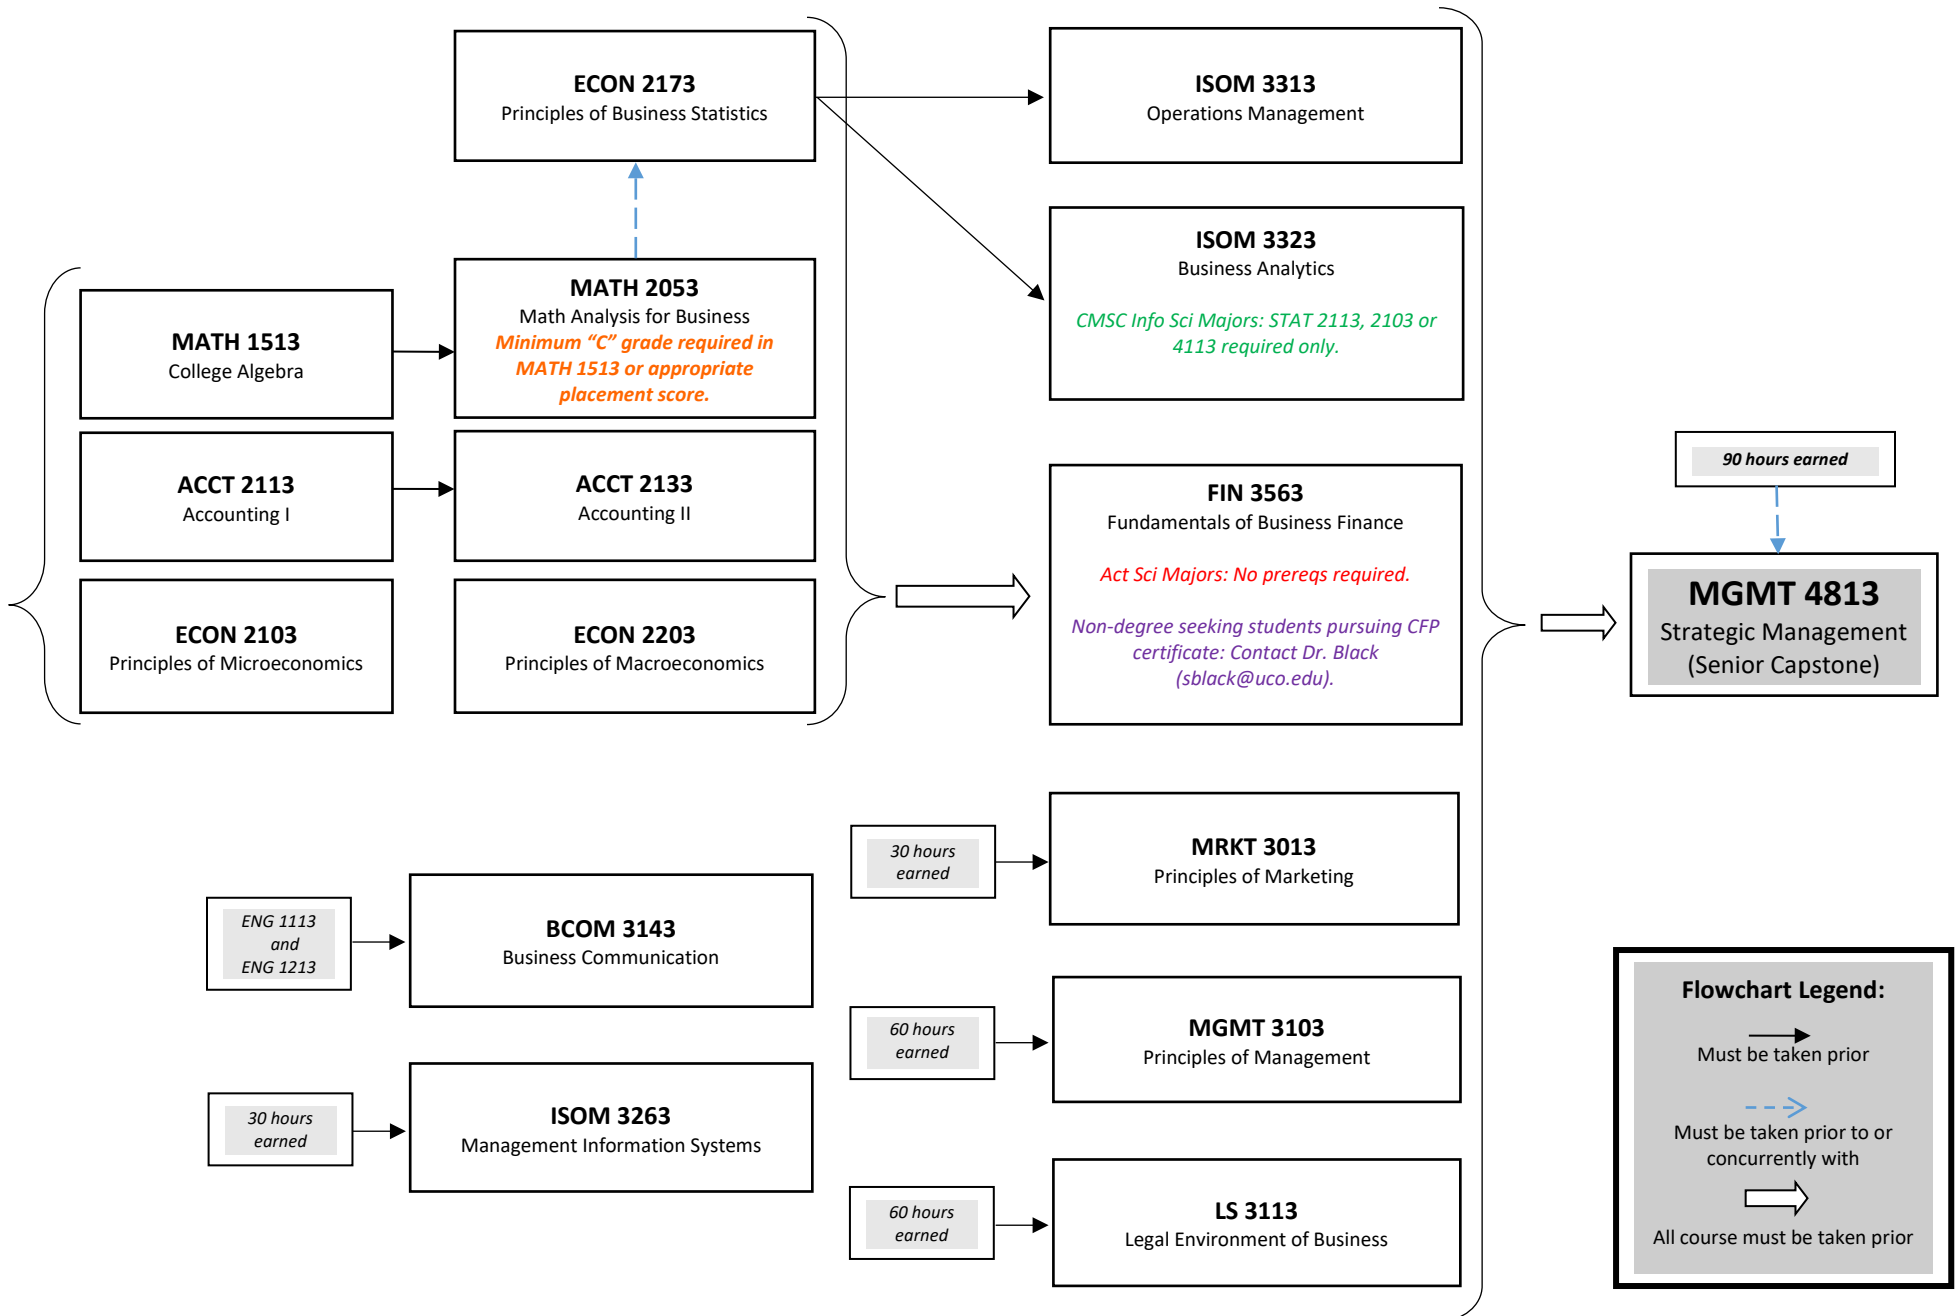 ECON 2173
Principles of Business Statistics
ISOM 3313
Operations Management
MATH 1513
College Algebra
MATH 2053
Math Analysis for Business
Minimum “C” grade required in
MATH 1513 or appropriate
placement score.
ISOM 3323
Business Analytics
CMSC Info Sci Majors: STAT 2113, 2103 or
4113 required only.
ACCT 2113
Accounting I
ACCT 2133
Accounting II
ECON 2103
Principles of Microeconomics
ECON 2203
Principles of Macroeconomics
FIN 3563
Fundamentals of Business Finance
Act Sci Majors: No prereqs required.
Non-degree seeking students pursuing CFP
certificate: Contact Dr. Black
(sblack@uco.edu).
90 hours earned
MGMT 4813
Strategic Management
(Senior Capstone)
30 hours
earned
MRKT 3013
Principles of Marketing
ENG 1113
and
ENG 1213
BCOM 3143
Business Communication
60 hours
earned
MGMT 3103
Principles of Management
30 hours
earned
ISOM 3263
Management Information Systems
60 hours
earned
LS 3113
Legal Environment of Business
Flowchart Legend:
Must be taken prior
Must be taken prior to or
concurrently with
All course must be taken prior